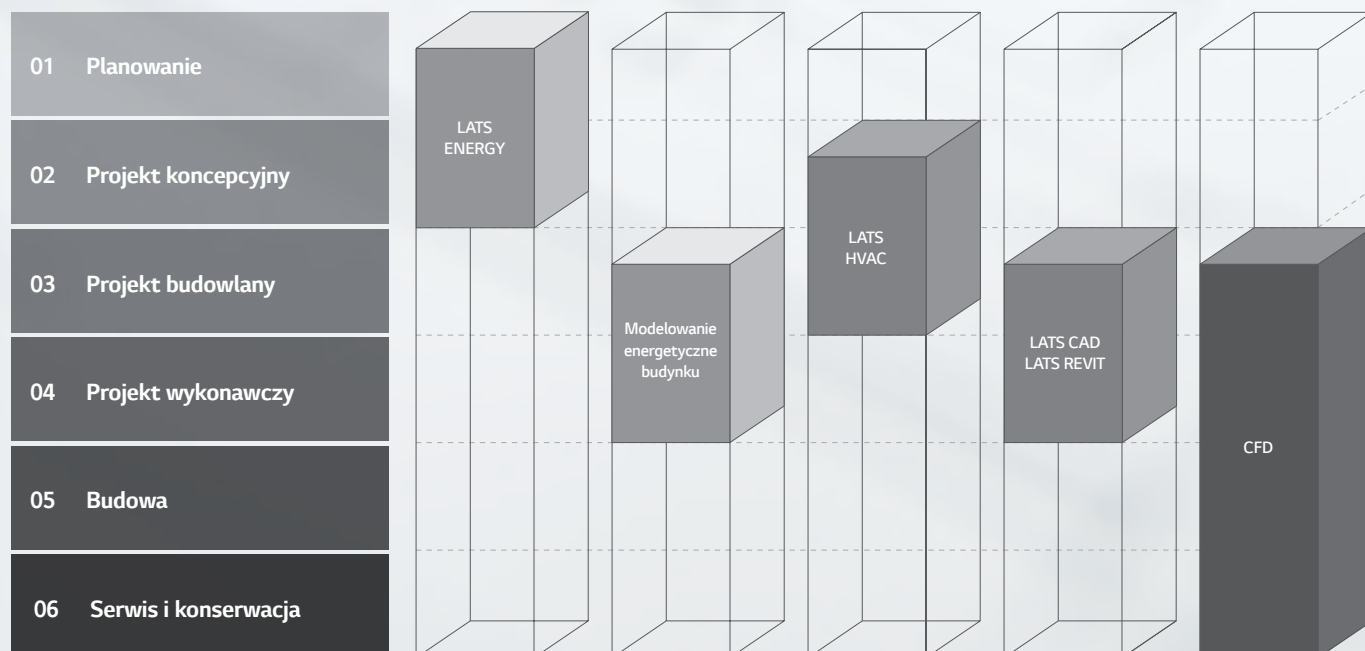 01 Planowanie
02 Projekt koncepcyjny
03 Projekt budowlany
04 Projekt wykonawczy
05 Budowa
06 Serwis i konserwacja
LATS
ENERGY
Modelowanie
energetyczne
budynku
LATS
HVAC
LATS CAD
LATS REVIT
CFD